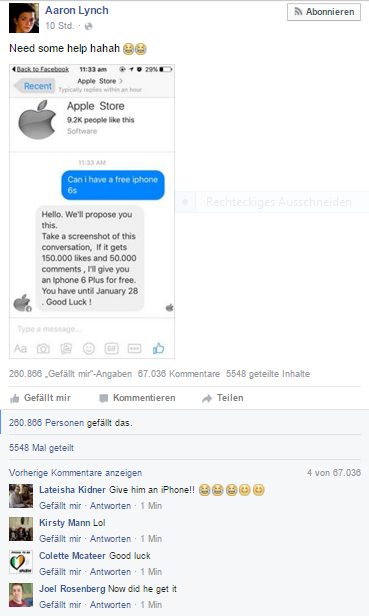 Aaron Lynch
Abonnieren
10 Std. ·
Need some help hahah 😂😂
Back to Facebook 11:33 am 29%
Recent
Apple Store >
Typically replies within an hour
Apple Store
9.2K people like this
Software
11:33 AM
Can i have a free iphone
6s
Hello. We'll propose you
this.
Take a screenshot of this
conversation, If it gets
150.000 likes and 50.000
comments , I'll give you
an Iphone 6 Plus for free.
You have until January 28
. Good Luck !
Type a message...
Aa GIF
Rechteckiges Ausschneiden
260.866 „Gefällt mir“-Angaben 67.036 Kommentare 5548 geteilte Inhalte
Gefällt mir Kommentieren Teilen
260.866 Personen gefällt das.
5548 Mal geteilt
Vorherige Kommentare anzeigen 4 von 67.036
Lateisha Kidner Give him an iPhone!! 😂😂😂😊😊
Gefällt mir · Antworten · 1 Min
Kirsty Mann Lol
Gefällt mir · Antworten · 1 Min
Colette Mcateer Good luck
Gefällt mir · Antworten · 1 Min
Joel Rosenberg Now did he get it
Gefällt mir · Antworten · 1 Min